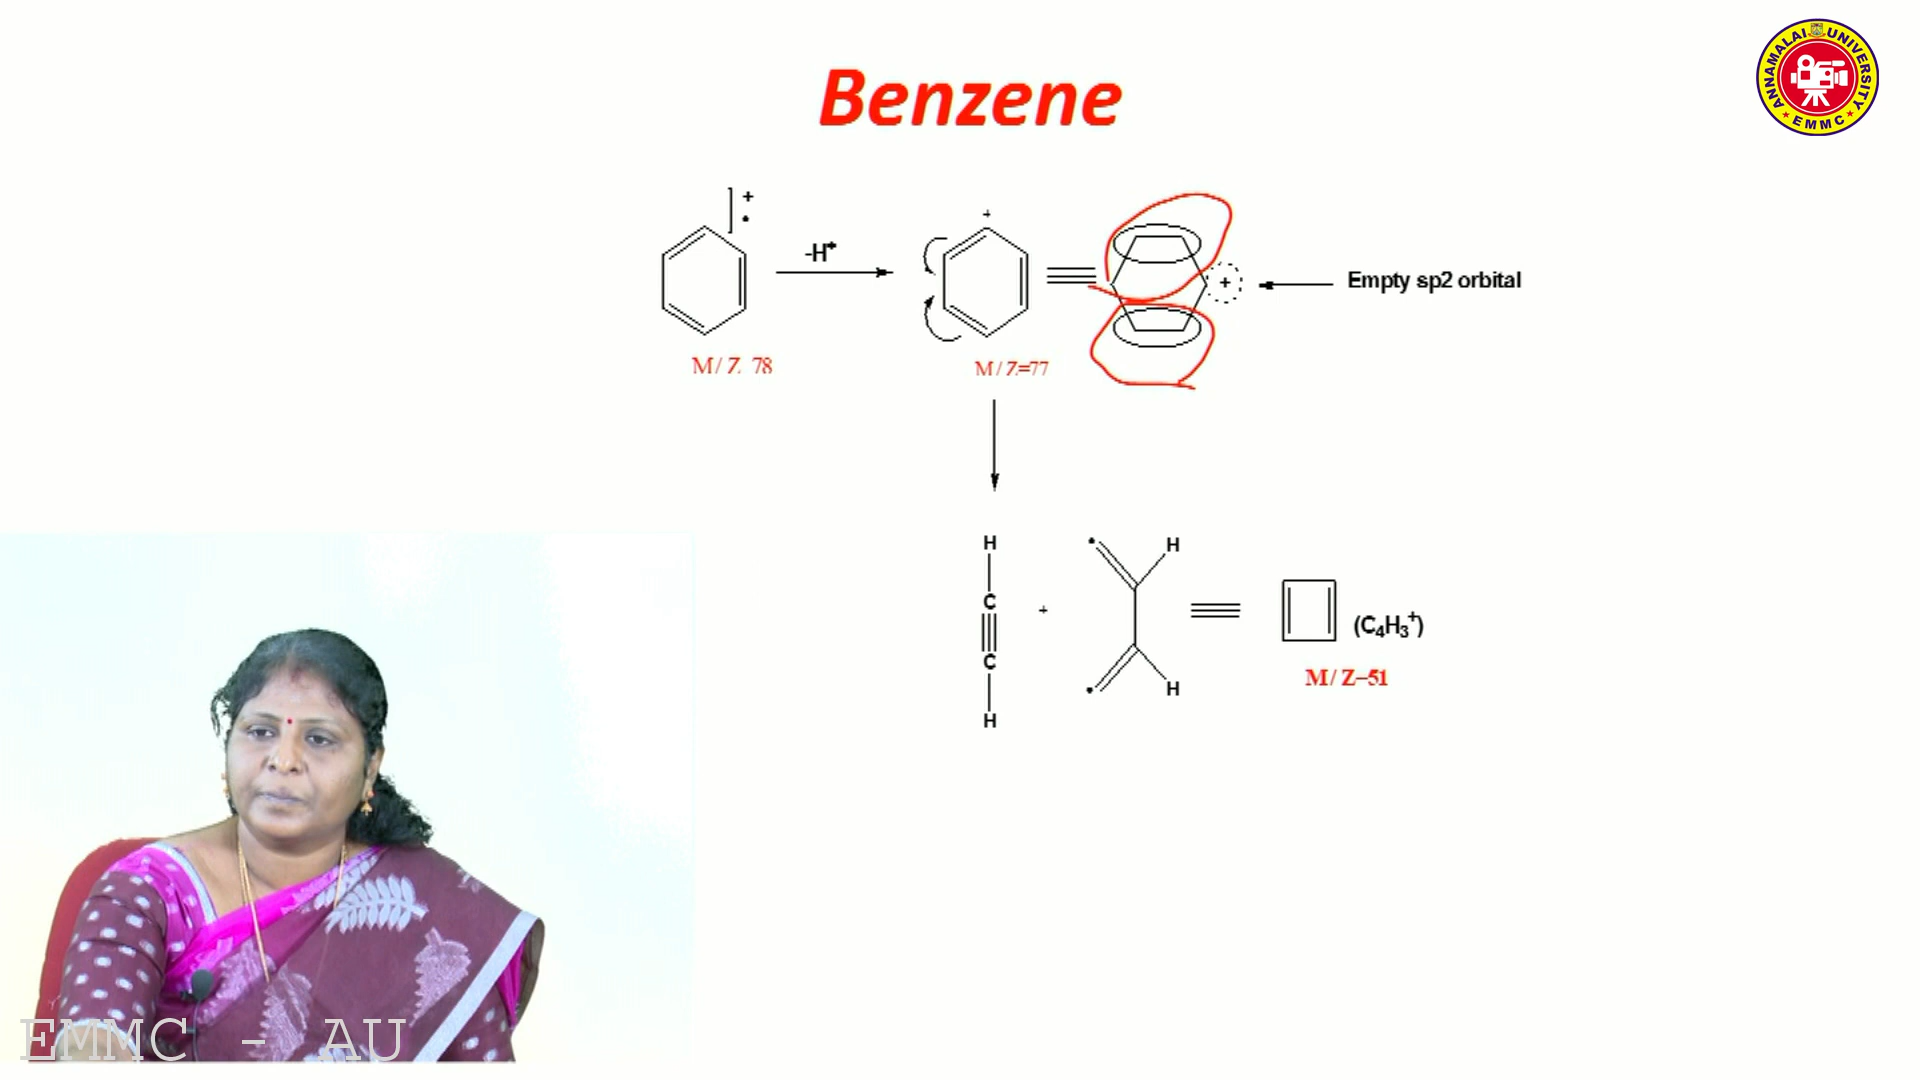 Benzene
ANNAMALAI UNIVERSITY
★ EMMC ★
]+•
-H•
+
+
Empty sp2 orbital
M/Z 78
M/Z=77
H
C
C
H
+
H
H
(C₄H₃⁺)
M/Z–51
EMMC - AU